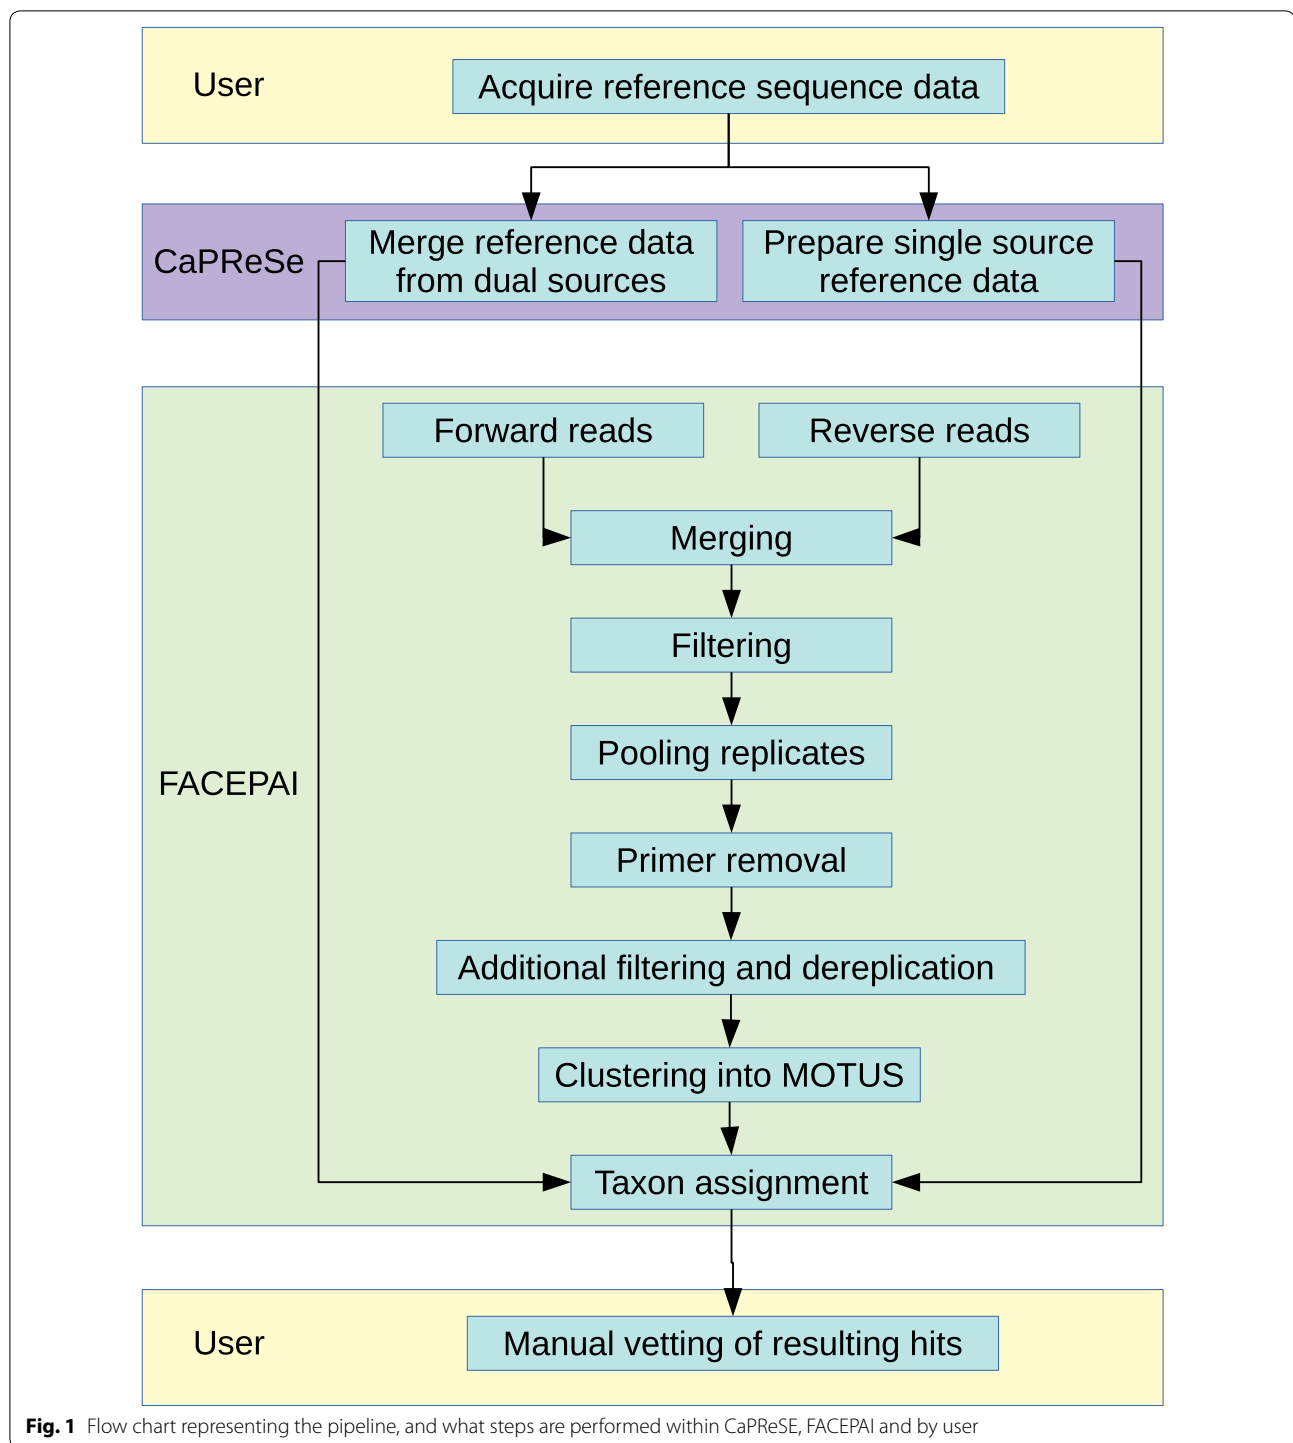 User
Acquire reference sequence data
CaPReSe
Merge reference data
from dual sources
Prepare single source
reference data
Forward reads
Reverse reads
Merging
Filtering
Pooling replicates
FACEPAI
Primer removal
Additional filtering and dereplication
Clustering into MOTUS
Taxon assignment
User
Manual vetting of resulting hits
Fig. 1 Flow chart representing the pipeline, and what steps are performed within CaPReSE, FACEPAI and by user